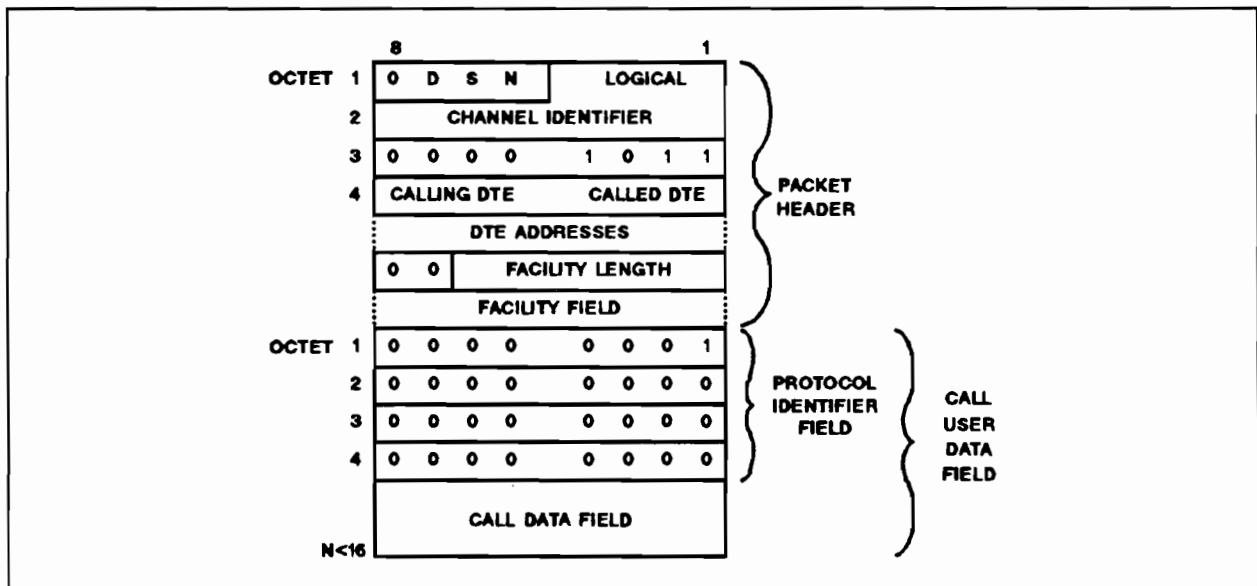 8 1
OCTET 1 0 D S N LOGICAL
2 CHANNEL IDENTIFIER
3 0 0 0 0 1 0 1 1
4 CALLING DTE CALLED DTE
DTE ADDRESSES
0 0 FACILITY LENGTH
FACILITY FIELD
PACKET
HEADER
OCTET 1 0 0 0 0 0 0 0 1
2 0 0 0 0 0 0 0 0
3 0 0 0 0 0 0 0 0
4 0 0 0 0 0 0 0 0
PROTOCOL
IDENTIFIER
FIELD
CALL DATA FIELD
N<16
CALL
USER
DATA
FIELD